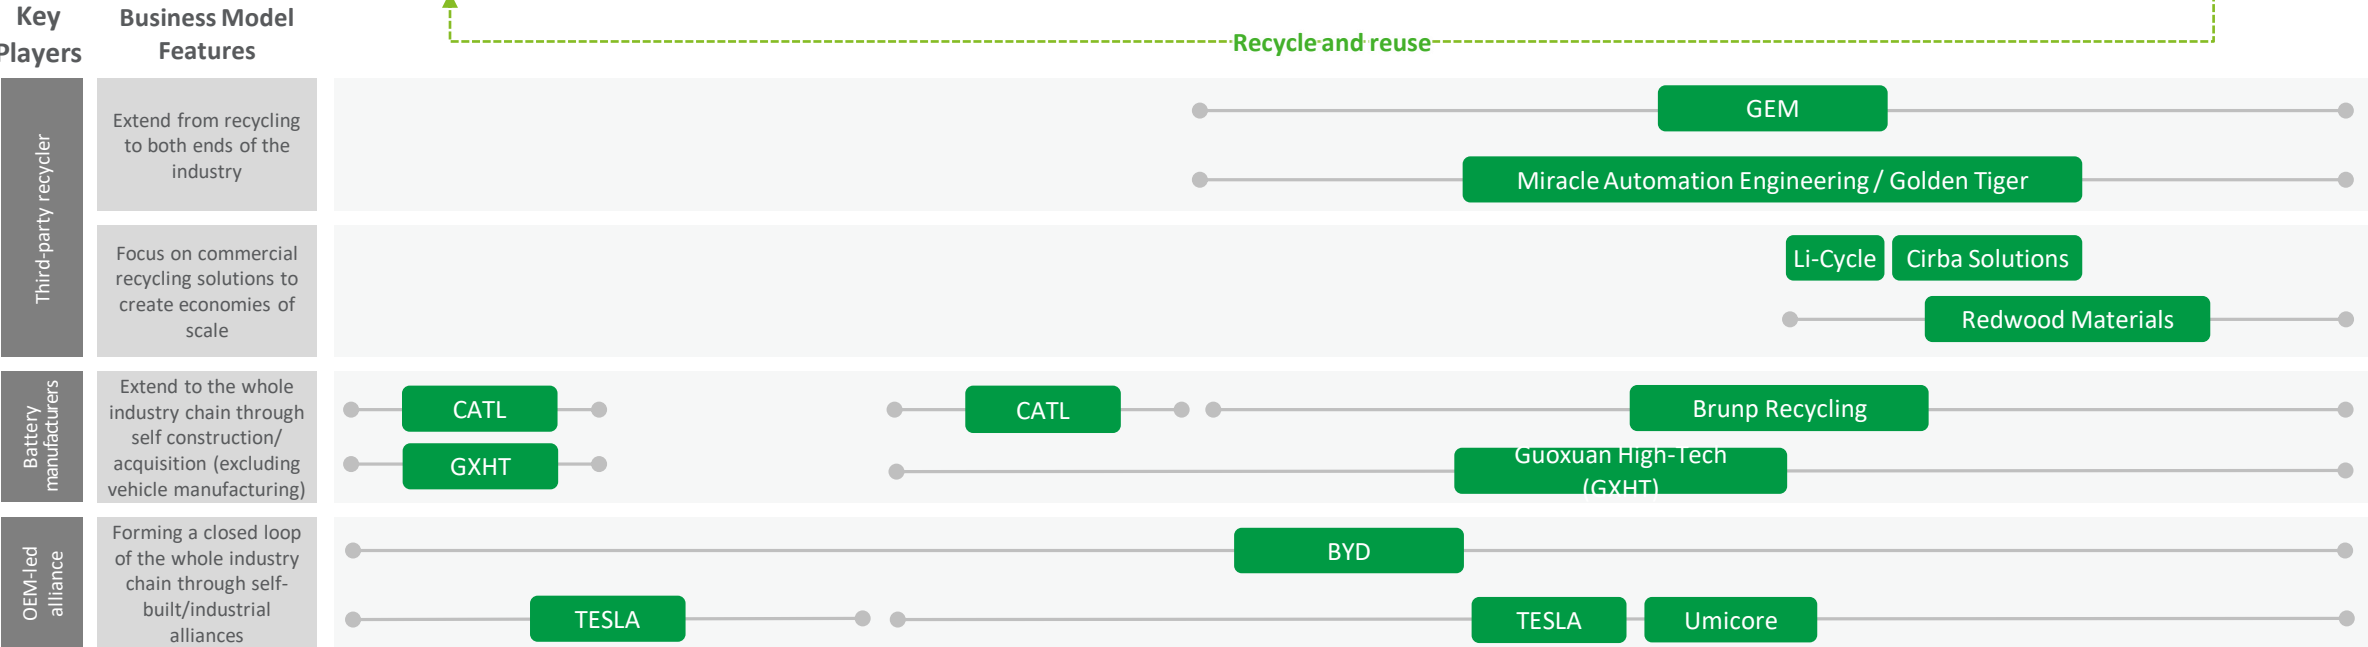 Key
Players
Business Model
Features
Recycle and reuse
Third-party recycler
Extend from recycling
to both ends of the
industry
GEM
Miracle Automation Engineering / Golden Tiger
Focus on commercial
recycling solutions to
create economies of
scale
Li-Cycle
Cirba Solutions
Redwood Materials
Battery
manufacturers
Extend to the whole
industry chain through
self construction/
acquisition (excluding
vehicle manufacturing)
CATL
CATL
Brunp Recycling
GXHT
Guoxuan High-Tech
(GXHT)
OEM-led
alliance
Forming a closed loop
of the whole industry
chain through self-
built/industrial
alliances
BYD
TESLA
TESLA
Umicore